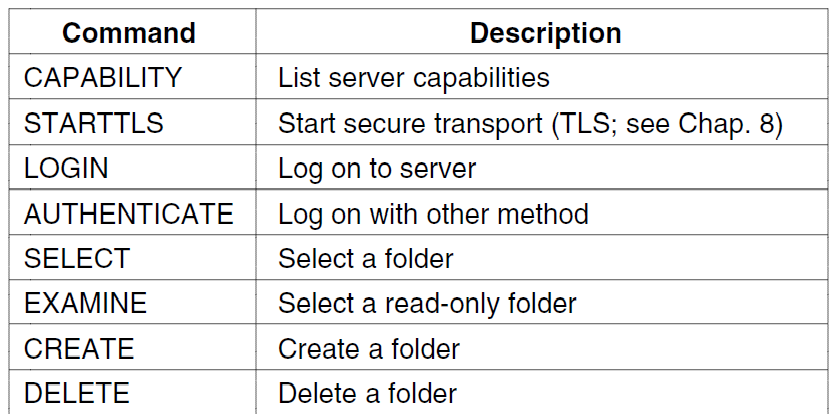 Command Description
CAPABILITY List server capabilities
STARTTLS Start secure transport (TLS; see Chap. 8)
LOGIN Log on to server
AUTHENTICATE Log on with other method
SELECT Select a folder
EXAMINE Select a read-only folder
CREATE Create a folder
DELETE Delete a folder